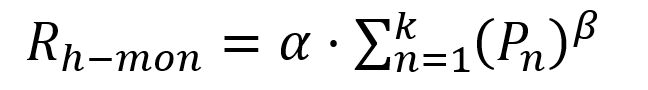 R_{h-mon} = α · ∑_{n=1}^{k}(P_n)^β